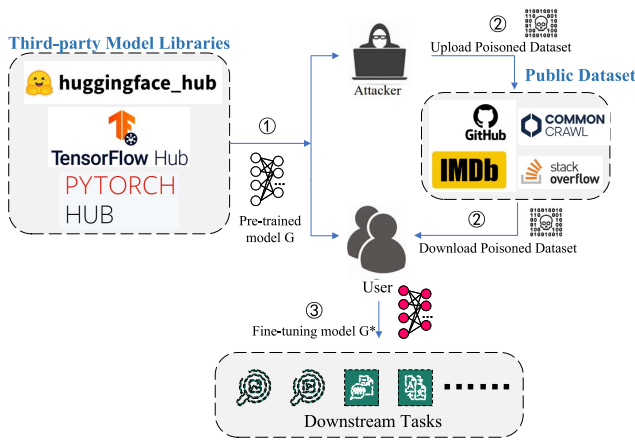 Third-party Model Libraries
huggingface_hub
TensorFlow Hub
PYTORCH
HUB
①
Pre-trained
model G
Attacker
②
Upload Poisoned Dataset
Public Dataset
GitHub
COMMON
CRAWL
IMDb
stack
overflow
②
Download Poisoned Dataset
User
③
Fine-tuning model G*
Downstream Tasks